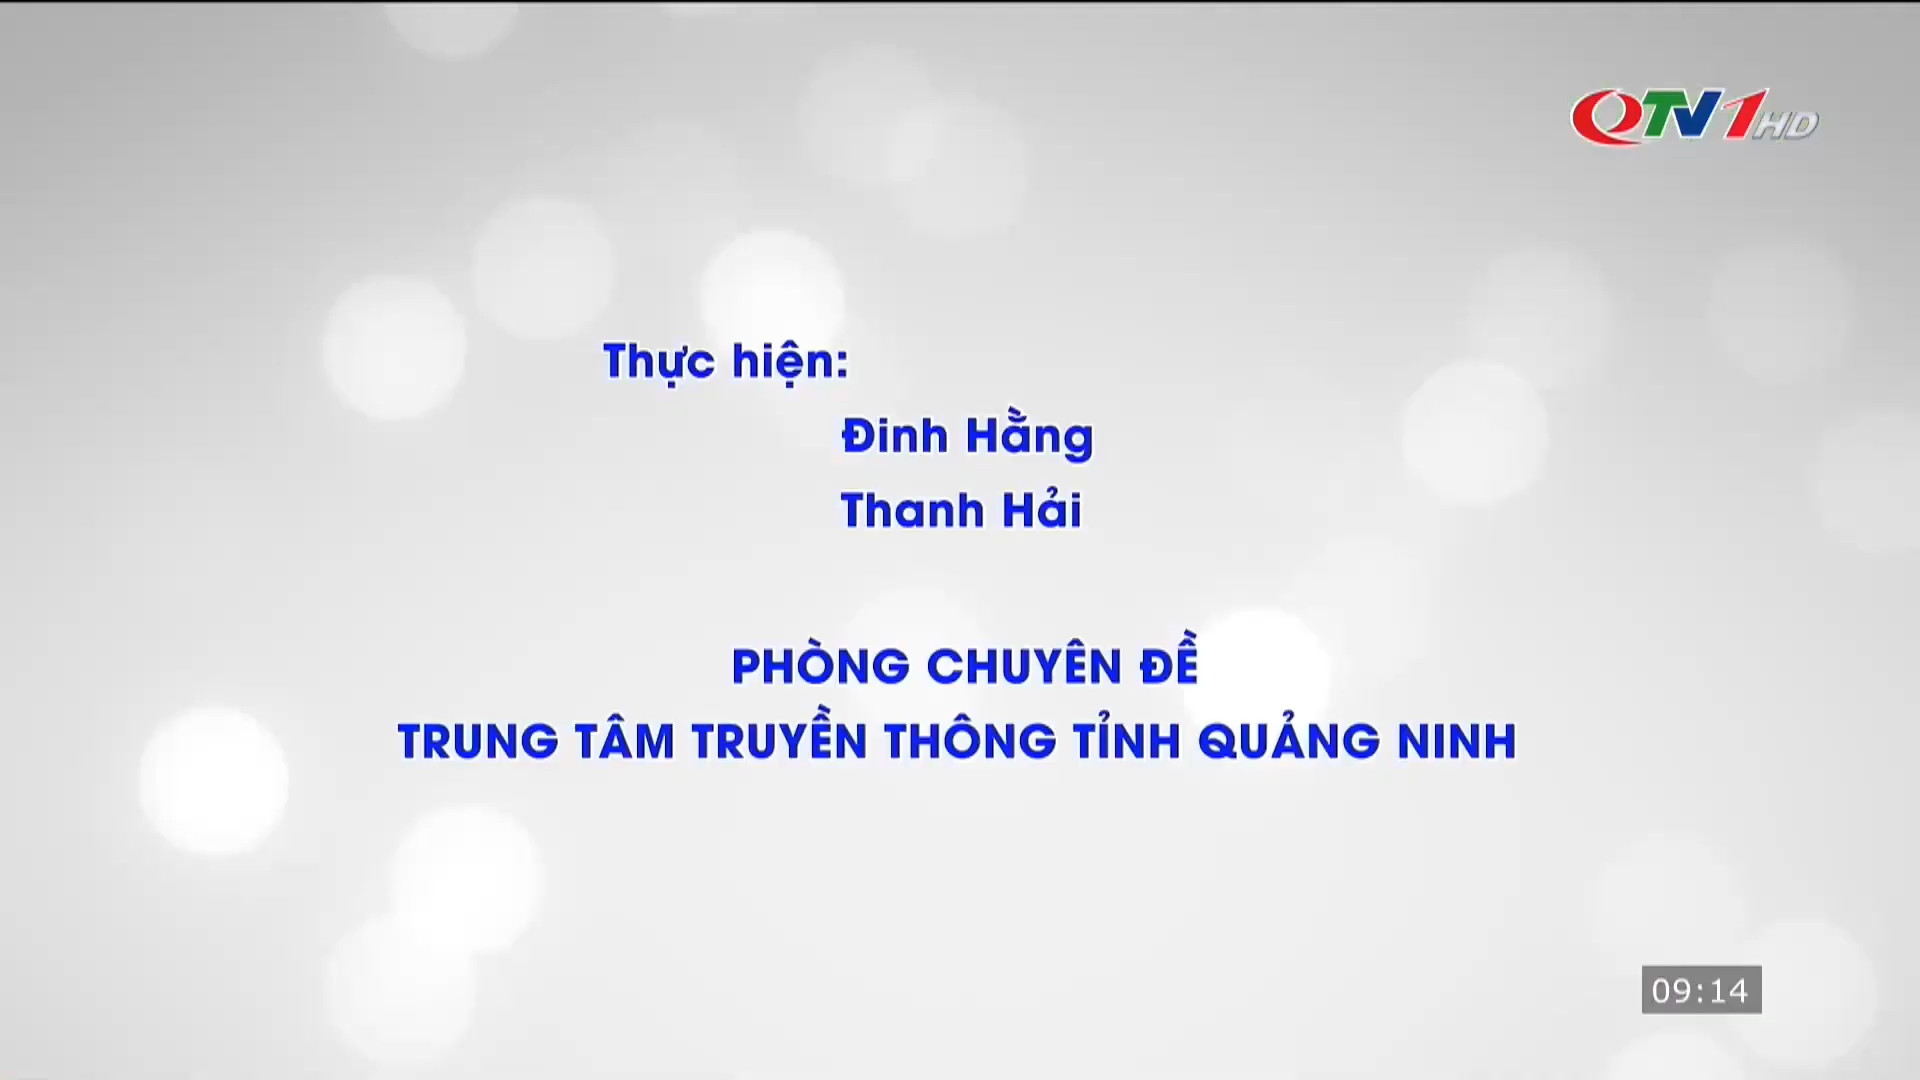 QTV1HD
Thực hiện:
Đinh Hằng
Thanh Hải
PHÒNG CHUYÊN ĐỀ
TRUNG TÂM TRUYỀN THÔNG TỈNH QUẢNG NINH
09:14